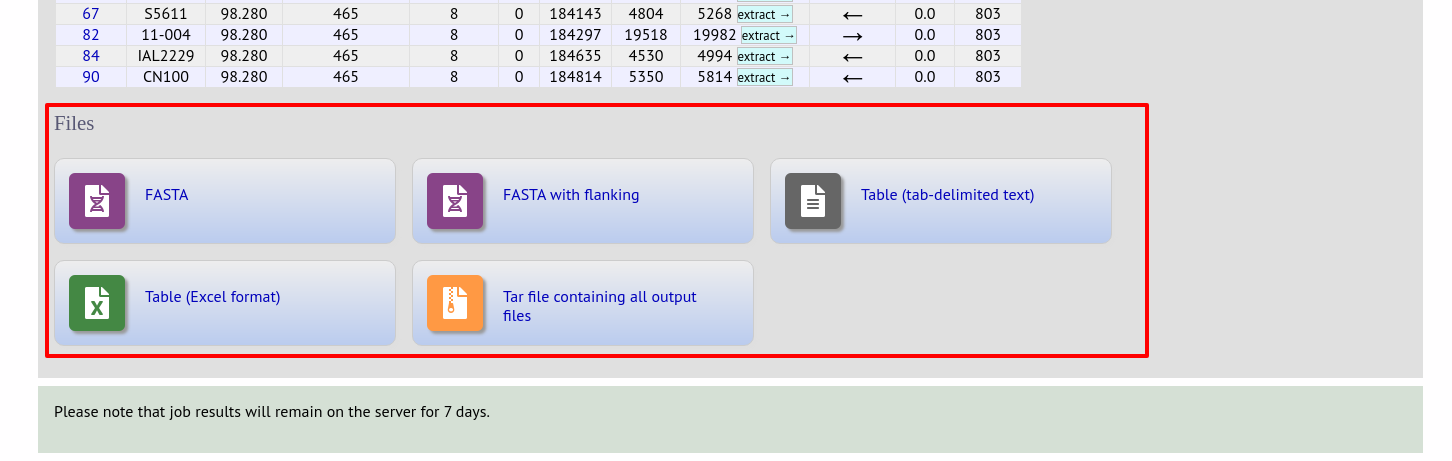 67 S5611 98.280 465 8 0 184143 4804 5268 extract → ← 0.0 803
82 11-004 98.280 465 8 0 184297 19518 19982 extract → → 0.0 803
84 IAL2229 98.280 465 8 0 184635 4530 4994 extract → ← 0.0 803
90 CN100 98.280 465 8 0 184814 5350 5814 extract → ← 0.0 803
Files
FASTA
FASTA with flanking
Table (tab-delimited text)
Table (Excel format)
Tar file containing all output
files
Please note that job results will remain on the server for 7 days.